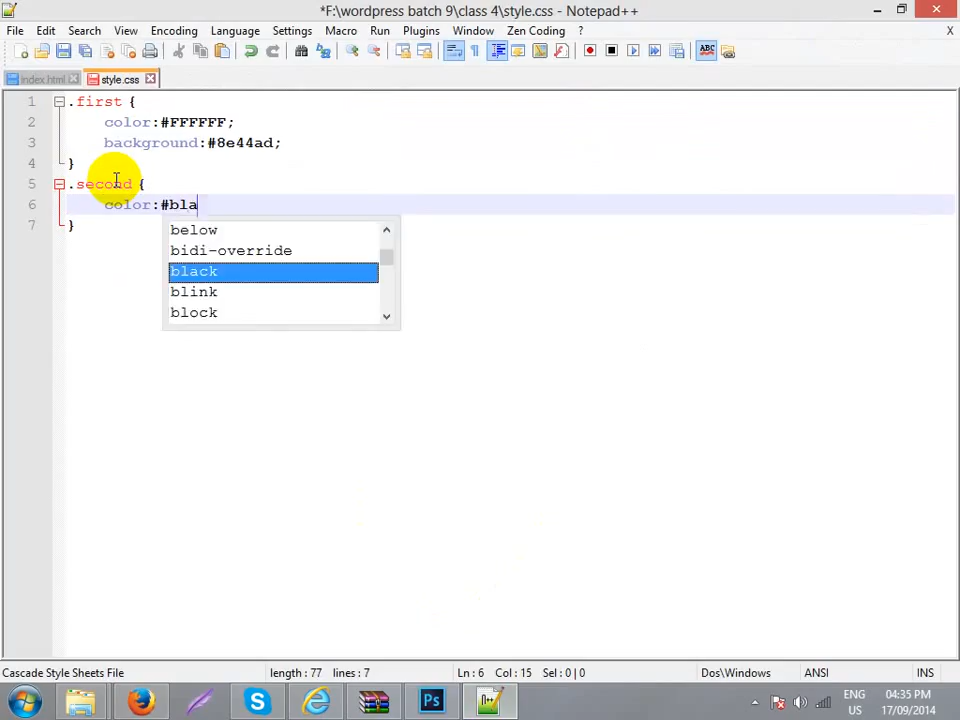 *F:\wordpress batch 9\class 4\style.css - Notepad++
File Edit Search View Encoding Language Settings Macro Run Plugins Window Zen Coding ? X
index.html style.css
1 .first {
2 color:#FFFFFF;
3 background:#8e44ad;
4 }
5 .second {
6 color:#bla
7 }
below
bidi-override
black
blink
block
Cascade Style Sheets File length : 77 lines : 7 Ln : 6 Col : 15 Sel : 0 | 0 Dos\Windows ANSI INS
ENG 04:35 PM
US 17/09/2014